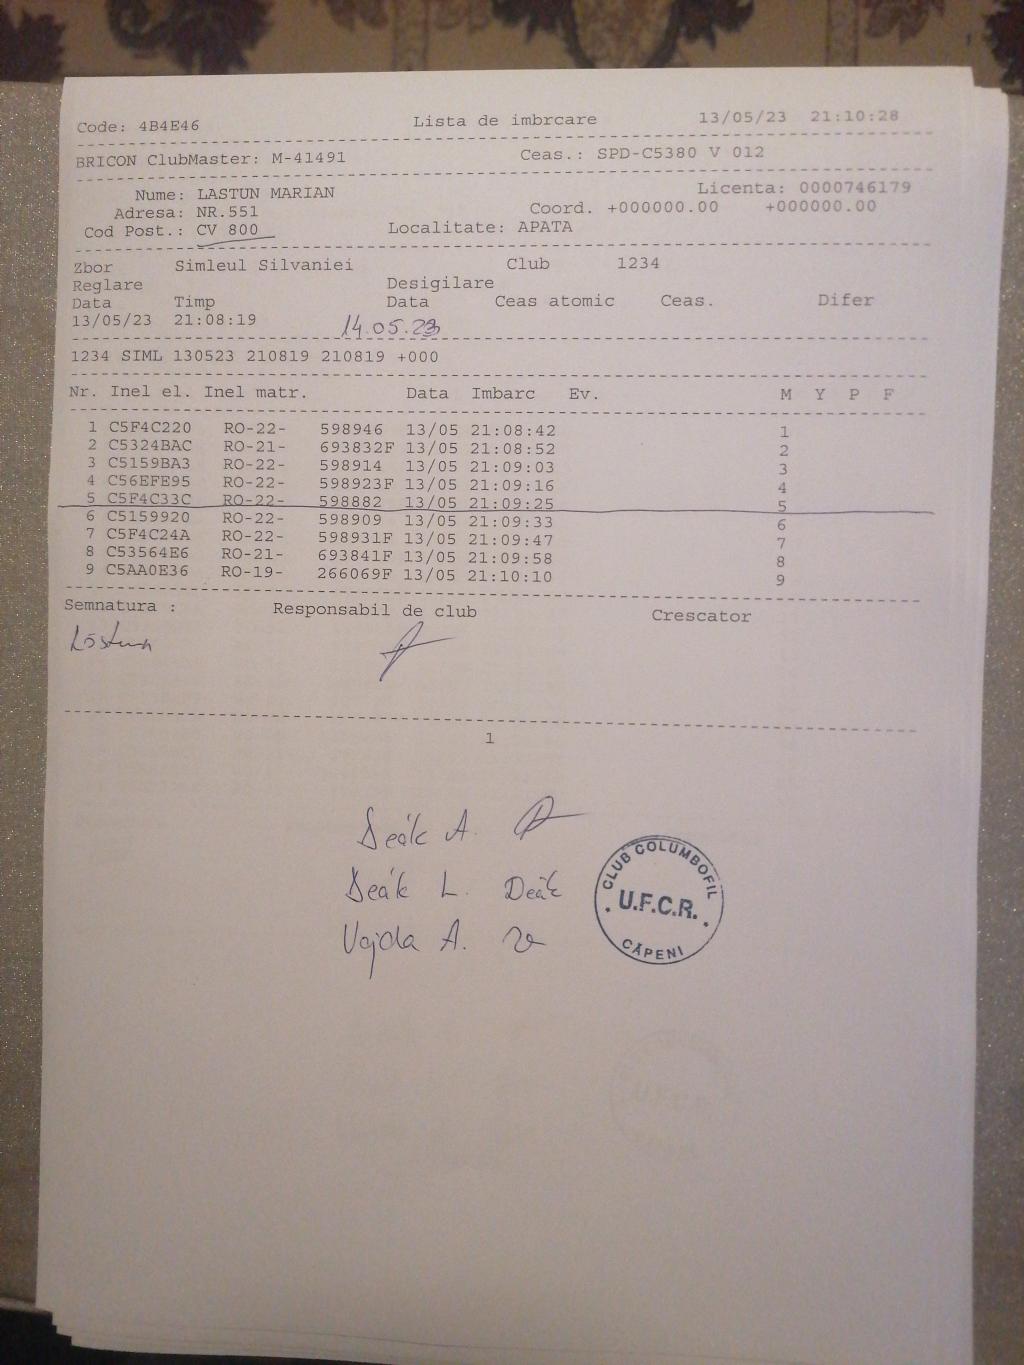 Code: 4B4E46 Lista de imbrcare 13/05/23 21:10:28
BRICON ClubMaster: M-41491 Ceas.: SPD-C5380 V 012
Nume: LASTUN MARIAN Licenta: 0000746179
Adresa: NR.551 Coord. +000000.00 +000000.00
Cod Post.: CV 800 Localitate: APATA
Zbor Simleul Silvaniei Club 1234
Reglare Desigilare
Data Timp Data Ceas atomic Ceas. Difer
13/05/23 21:08:19 14.05.23
1234 SIML 130523 210819 210819 +000
Nr. Inel el. Inel matr. Data Imbarc Ev. M Y P F
1 C5F4C220 RO-22- 598946 13/05 21:08:42 1
2 C5324BAC RO-21- 693832F 13/05 21:08:52 2
3 C5159BA3 RO-22- 598914 13/05 21:09:03 3
4 C56EFE95 RO-22- 598923F 13/05 21:09:16 4
5 C5F4C33C RO-22- 598882 13/05 21:09:25 5
6 C5159920 RO-22- 598909 13/05 21:09:33 6
7 C5F4C24A RO-22- 598931F 13/05 21:09:47 7
8 C53564E6 RO-21- 693841F 13/05 21:09:58 8
9 C5AA0E36 RO-19- 266069F 13/05 21:10:10 9
Semnatura : Responsabil de club Crescator
1
Deák A.
Deák L. Deák
Vajda A.
CLUB COLUMBOFIL
U.F.C.R.
CĂPENI